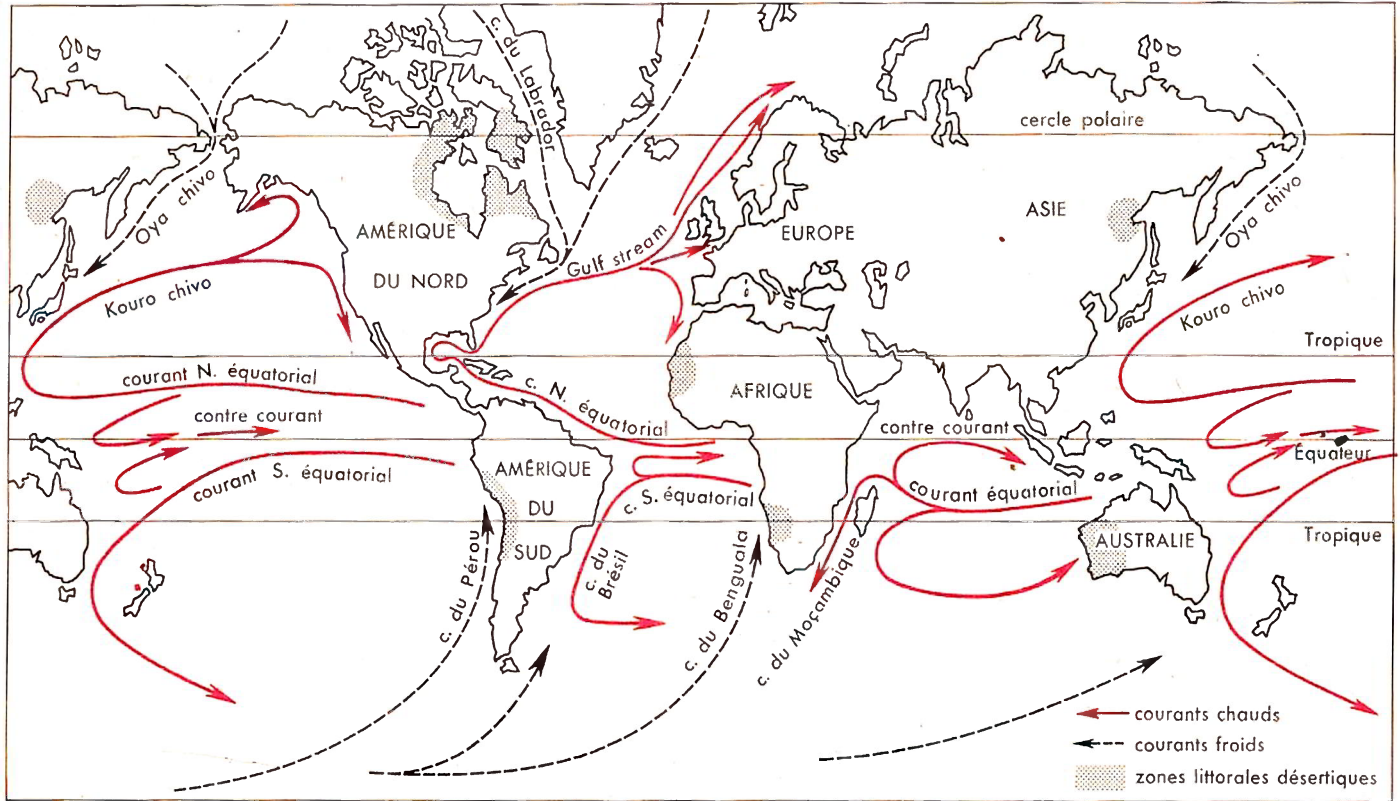 c. du Labrador
cercle polaire
Oya chivo
AMÉRIQUE
DU NORD
Gulf stream
EUROPE
ASIE
Oya chivo
Kouro chivo
Kouro chivo
Tropique
courant N. équatorial
c. N. équatorial
AFRIQUE
contre courant
contre courant
Équateur
courant S. équatorial
AMÉRIQUE
DU
SUD
c. S. équatorial
courant équatorial
Tropique
AUSTRALIE
c. du Pérou
c. du
Brésil
c. du Benguala
c. du Moçambique
courants chauds
courants froids
zones littorales désertiques